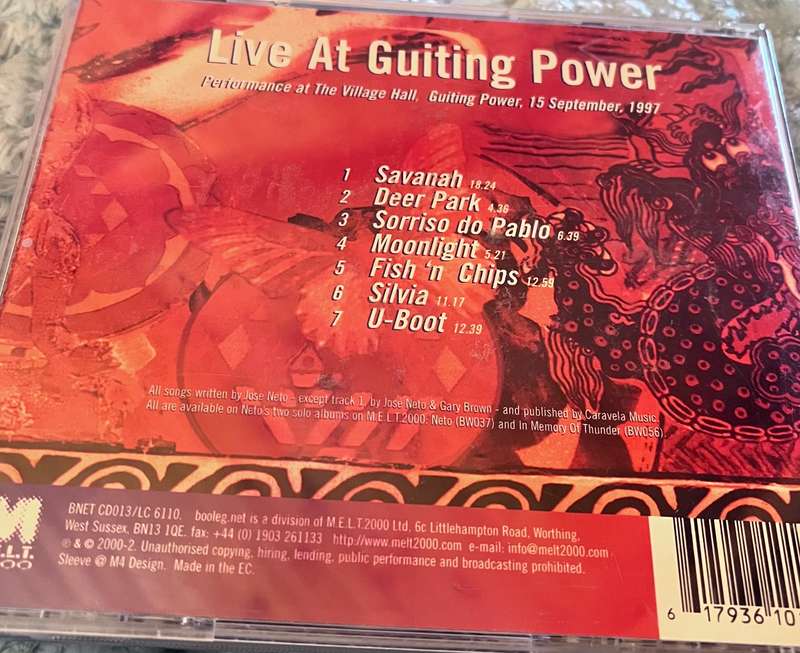 Live At Guiting Power
Performance at The Village Hall, Guiting Power, 15 September, 1997
1 Savanah 18.24
2 Deer Park 4.36
3 Sorriso do Pablo 6.39
4 Moonlight 5.21
5 Fish 'n Chips 12.59
6 Silvia 11.17
7 U-Boot 12.39
All songs written by Jose Neto - except track 1, by Jose Neto & Gary Brown - and published by Caravela Music.
All are available on Neto's two solo albums on M.E.L.T.2000: Neto (BW037) and In Memory Of Thunder (BW056).
BNET CD013/LC 6110. booleg.net is a division of M.E.L.T.2000 Ltd, 6c Littlehampton Road, Worthing,
West Sussex, BN13 1QE. fax: +44 (0) 1903 261133 http://www.melt2000.com e-mail: info@melt2000.com
℗ & © 2000-2. Unauthorised copying, hiring, lending, public performance and broadcasting prohibited.
Sleeve @ M4 Design. Made in the EC.
M
E.L.T.
6 17936 10